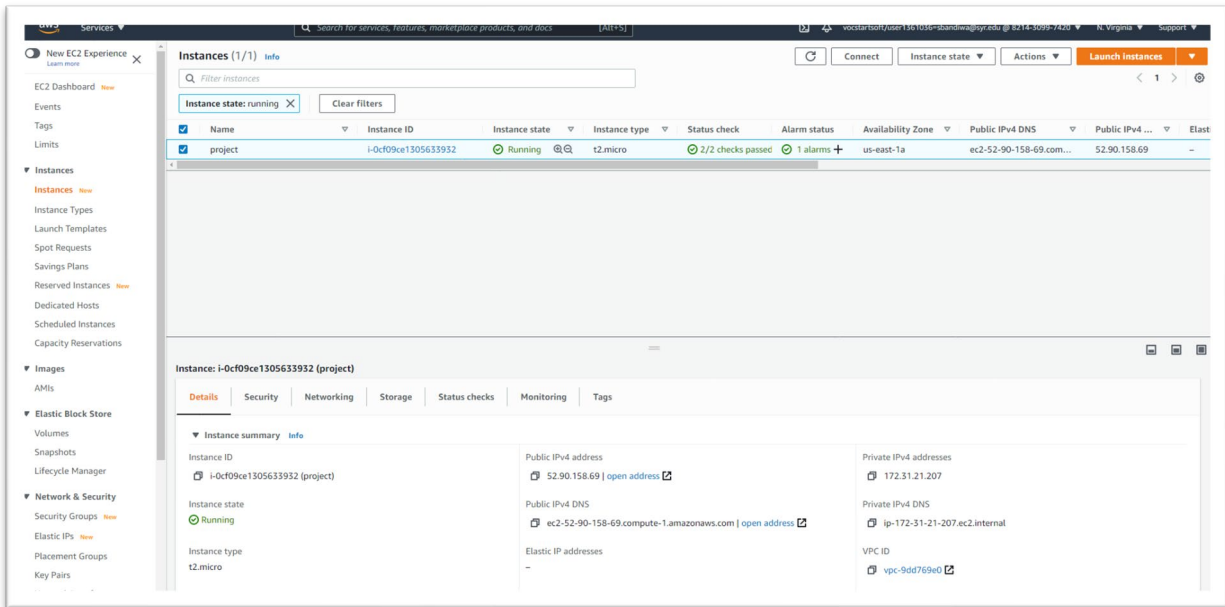 aws Services ▼ Search for services, features, marketplace products, and docs [Alt+S] vocstartsoft/user1361036=sbandiwa@syr.edu @ 8214-3099-7420 ▼ N. Virginia ▼ Support ▼
New EC2 Experience
Learn more
EC2 Dashboard New
Events
Tags
Limits
Instances
Instances New
Instance Types
Launch Templates
Spot Requests
Savings Plans
Reserved Instances New
Dedicated Hosts
Scheduled Instances
Capacity Reservations
Images
AMIs
Elastic Block Store
Volumes
Snapshots
Lifecycle Manager
Network & Security
Security Groups New
Elastic IPs New
Placement Groups
Key Pairs
Instances (1/1) Info Connect Instance state ▼ Actions ▼ Launch instances ▼
Filter instances < 1 >
Instance state: running Clear filters
Name Instance ID Instance state Instance type Status check Alarm status Availability Zone Public IPv4 DNS Public IPv4 ... Elast
project i-0cf09ce1305633932 Running t2.micro 2/2 checks passed 1 alarms + us-east-1a ec2-52-90-158-69.com... 52.90.158.69 –
Instance: i-0cf09ce1305633932 (project)
Details Security Networking Storage Status checks Monitoring Tags
Instance summary Info
Instance ID Public IPv4 address Private IPv4 addresses
i-0cf09ce1305633932 (project) 52.90.158.69 | open address 172.31.21.207
Instance state Public IPv4 DNS Private IPv4 DNS
Running ec2-52-90-158-69.compute-1.amazonaws.com | open address ip-172-31-21-207.ec2.internal
Instance type Elastic IP addresses VPC ID
t2.micro – vpc-9dd769e0